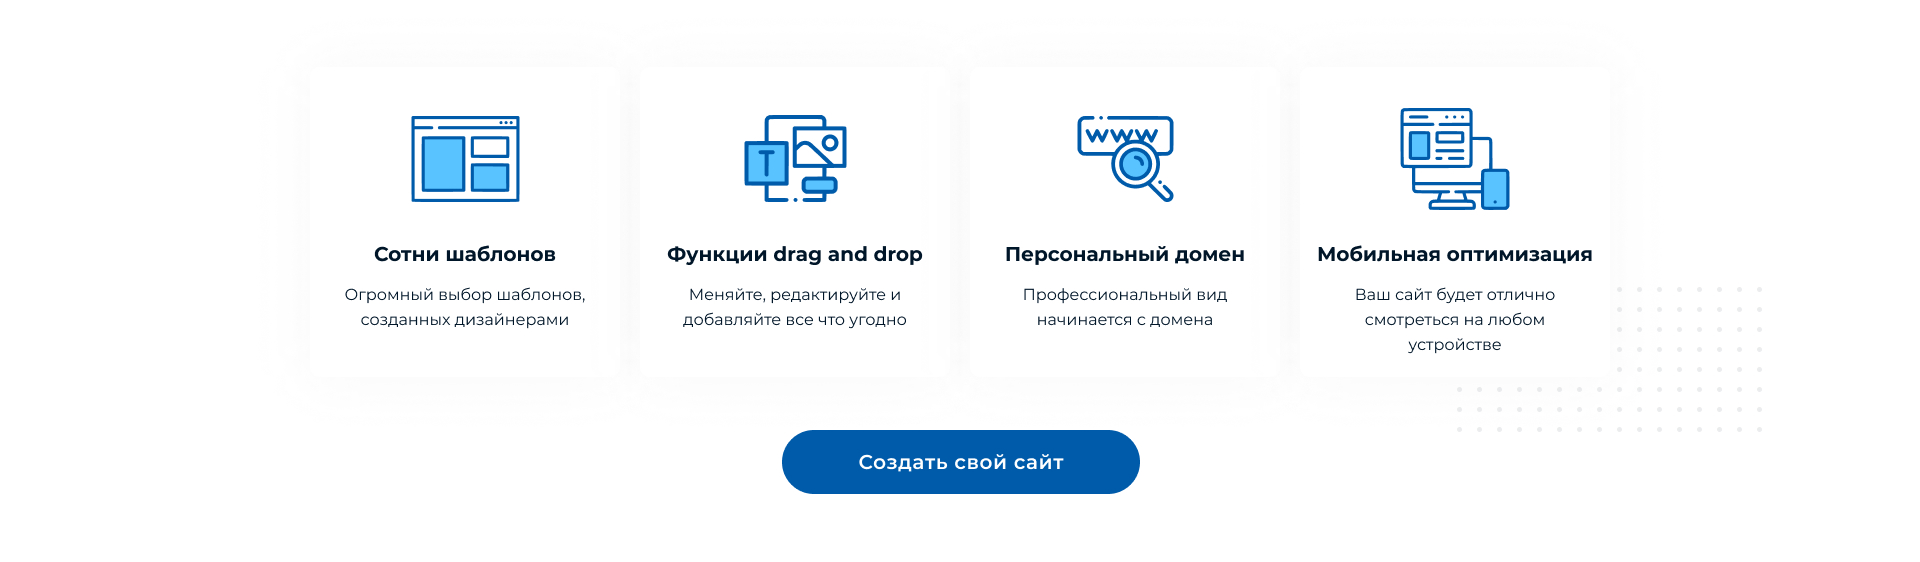 T
WWW
Сотни шаблонов
Огромный выбор шаблонов,
созданных дизайнерами
Функции drag and drop
Меняйте, редактируйте и
добавляйте все что угодно
Персональный домен
Профессиональный вид
начинается с домена
Мобильная оптимизация
Ваш сайт будет отлично
смотреться на любом
устройстве
Создать свой сайт